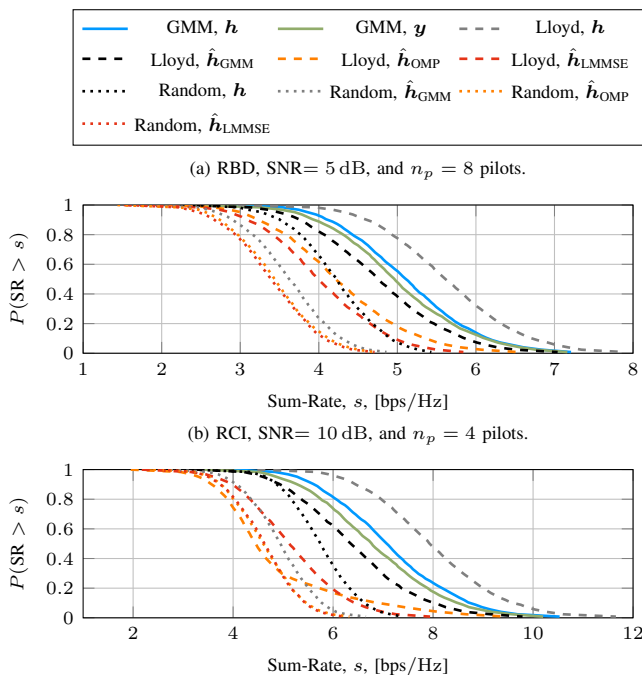 GMM, h GMM, y Lloyd, h
Lloyd, ĥGMM Lloyd, ĥOMP Lloyd, ĥLMMSE
Random, h Random, ĥGMM Random, ĥOMP
Random, ĥLMMSE
(a) RBD, SNR= 5 dB, and np = 8 pilots.
P(SR > s)
1
0.8
0.6
0.4
0.2
0
1 2 3 4 5 6 7 8
Sum-Rate, s, [bps/Hz]
(b) RCI, SNR= 10 dB, and np = 4 pilots.
P(SR > s)
1
0.8
0.6
0.4
0.2
0
2 4 6 8 10 12
Sum-Rate, s, [bps/Hz]